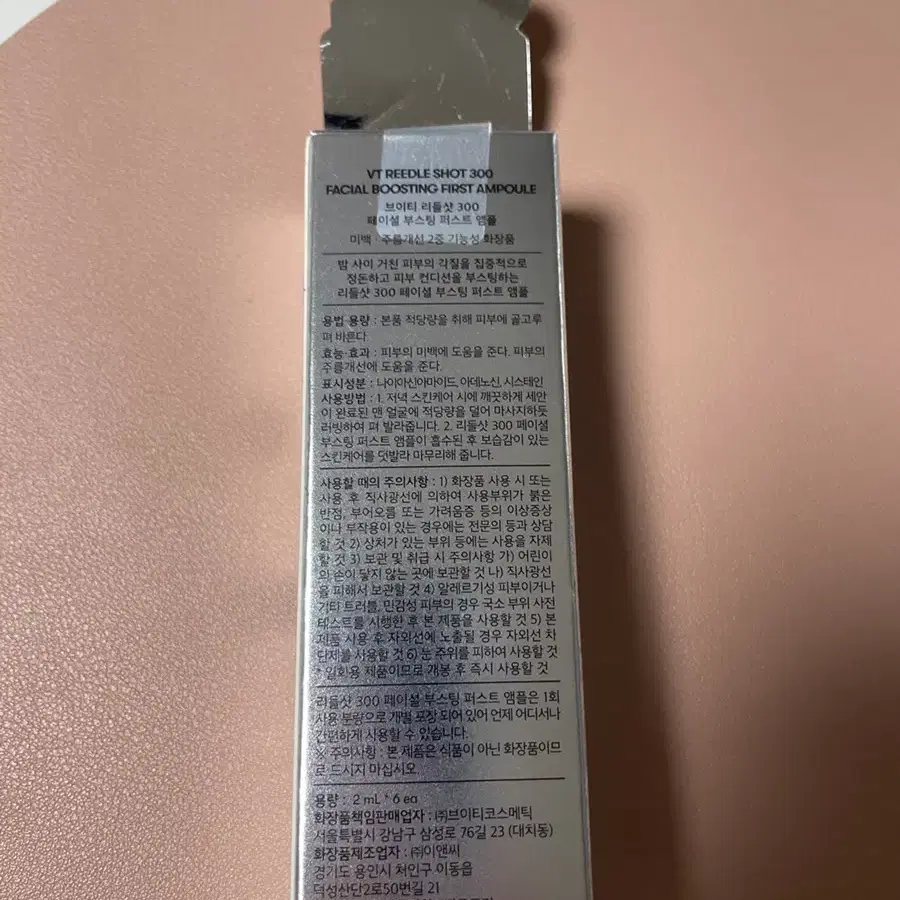 VT REEDLE SHOT 300
FACIAL BOOSTING FIRST AMPOULE
브이티 리들샷 300
페이셜 부스팅 퍼스트 앰플
미백 · 주름개선 2중 기능성 화장품
밤 사이 거친 피부의 각질을 집중적으로
정돈하고 피부 컨디션을 부스팅하는
리들샷 300 페이셜 부스팅 퍼스트 앰플
용법·용량 : 본품 적당량을 취해 피부에 골고루
펴 바른다.
효능·효과 : 피부의 미백에 도움을 준다. 피부의
주름개선에 도움을 준다.
표시성분 : 나이아신아마이드, 아데노신, 시스테인
사용방법 : 1. 저녁 스킨케어 시에 깨끗하게 세안
이 완료된 맨 얼굴에 적당량을 덜어 마사지하듯
러빙하여 펴 발라줍니다. 2. 리들샷 300 페이셜
부스팅 퍼스트 앰플이 흡수된 후 보습감이 있는
스킨케어를 덧발라 마무리해 줍니다.
사용할 때의 주의사항 : 1) 화장품 사용 시 또는
사용 후 직사광선에 의하여 사용부위가 붉은
반점, 부어오름 또는 가려움증 등의 이상증상
이나 부작용이 있는 경우에는 전문의 등과 상담
할 것 2) 상처가 있는 부위 등에는 사용을 자제
할 것 3) 보관 및 취급 시 주의사항 가) 어린이
의 손이 닿지 않는 곳에 보관할 것 나) 직사광선
을 피해서 보관할 것 4) 알레르기성 피부이거나
기타 트러블, 민감성 피부의 경우 국소 부위 사전
테스트를 시행한 후 본 제품을 사용할 것 5) 본
제품 사용 후 자외선에 노출될 경우 자외선 차
단제를 사용할 것 6) 눈 주위를 피하여 사용할 것
* 일회용 제품이므로 개봉 후 즉시 사용할 것
리들샷 300 페이셜 부스팅 퍼스트 앰플은 1회
사용 분량으로 개별 포장 되어 있어 언제 어디서나
간편하게 사용할 수 있습니다.
※ 주의사항 : 본 제품은 식품이 아닌 화장품이므
로 드시지 마십시오.
용량 : 2 mL * 6 ea
화장품책임판매업자 : ㈜브이티코스메틱
서울특별시 강남구 삼성로 76길 23 (대치동)
화장품제조업자 : ㈜이앤씨
경기도 용인시 처인구 이동읍
덕성산단2로50번길 21